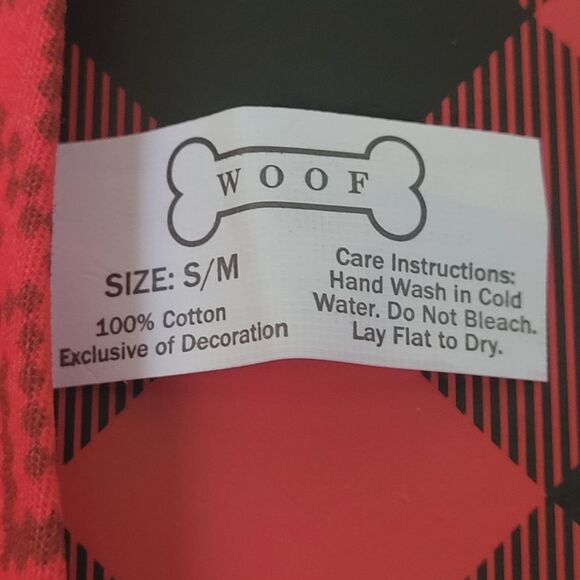 WOOF
SIZE: S/M
100% Cotton
Exclusive of Decoration
Care Instructions:
Hand Wash in Cold
Water. Do Not Bleach.
Lay Flat to Dry.